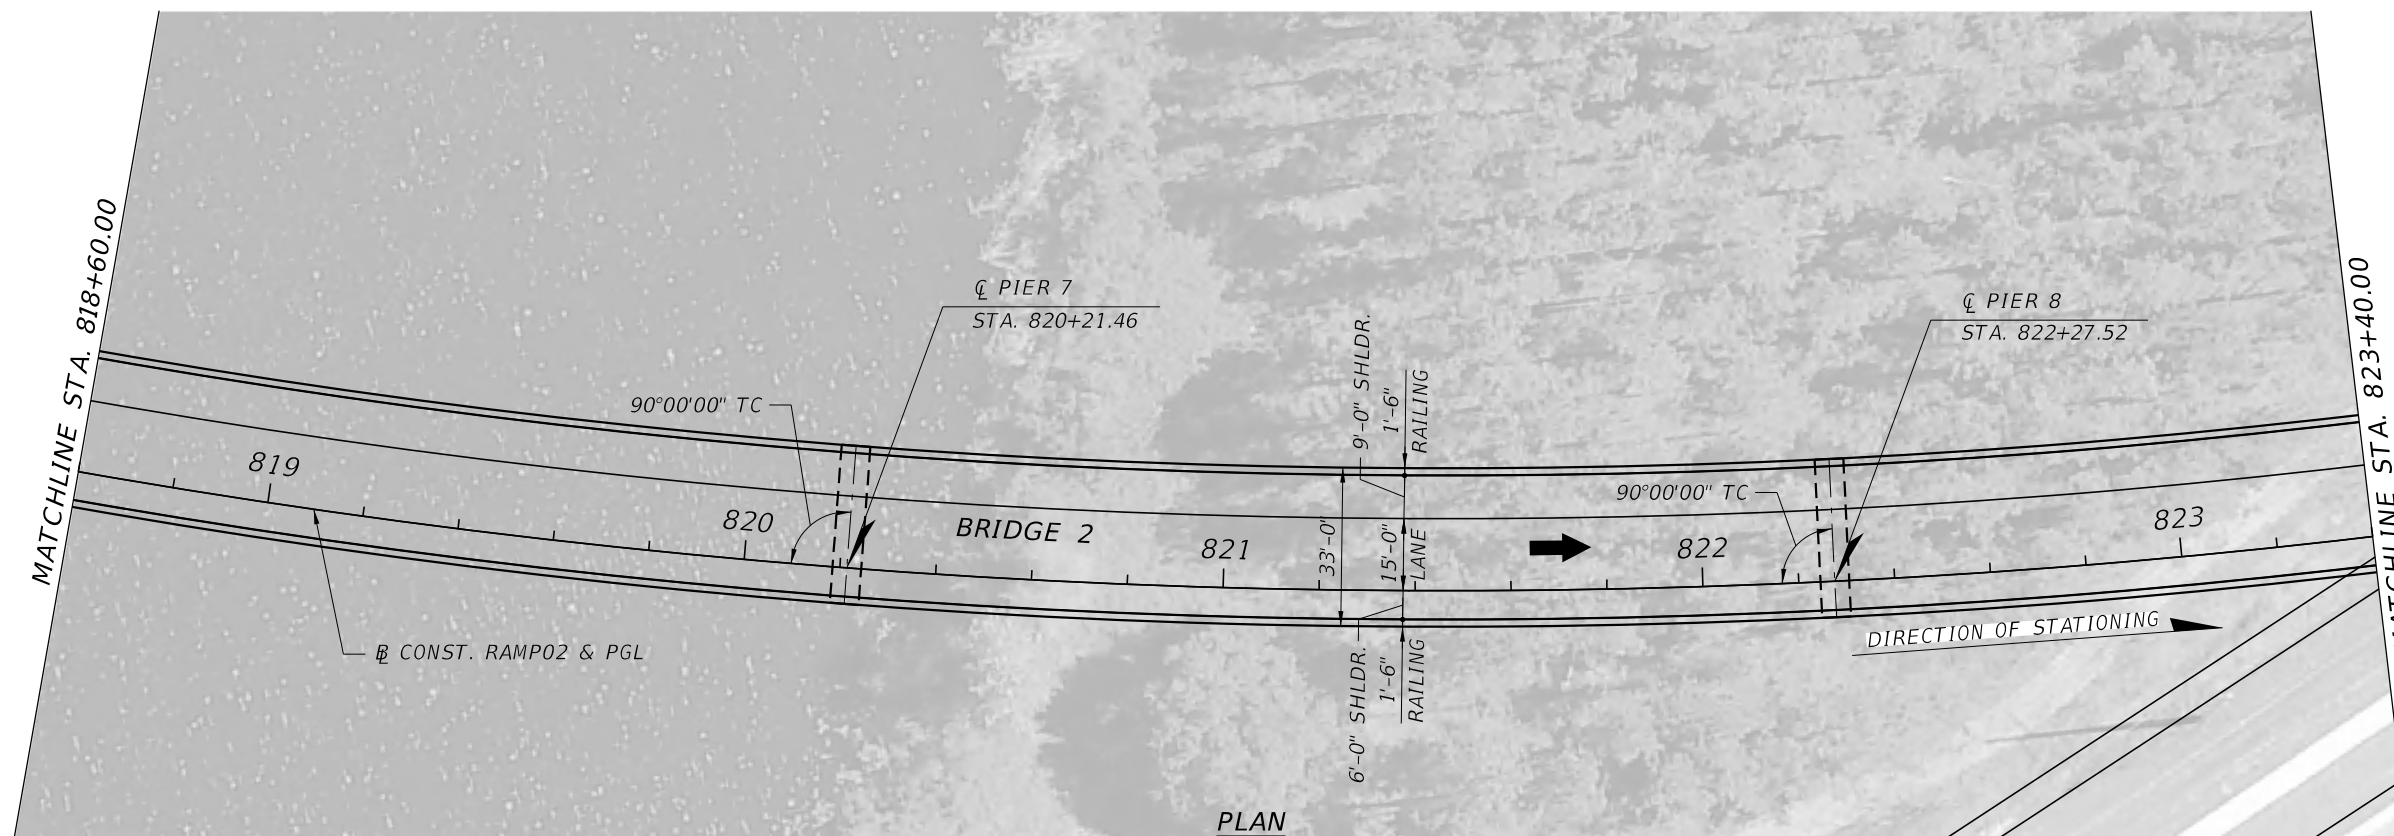 MATCHLINE STA. 818+60.00
℄ PIER 7
STA. 820+21.46
℄ PIER 8
STA. 822+27.52
MATCHLINE STA. 823+40.00
90°00'00" TC
9'-0" SHLDR.
1'-6"
RAILING
90°00'00" TC
819
820
BRIDGE 2
821
33'-0"
15'-0"
LANE
822
823
6'-0" SHLDR.
1'-6"
RAILING
DIRECTION OF STATIONING
BL CONST. RAMP02 & PGL
PLAN